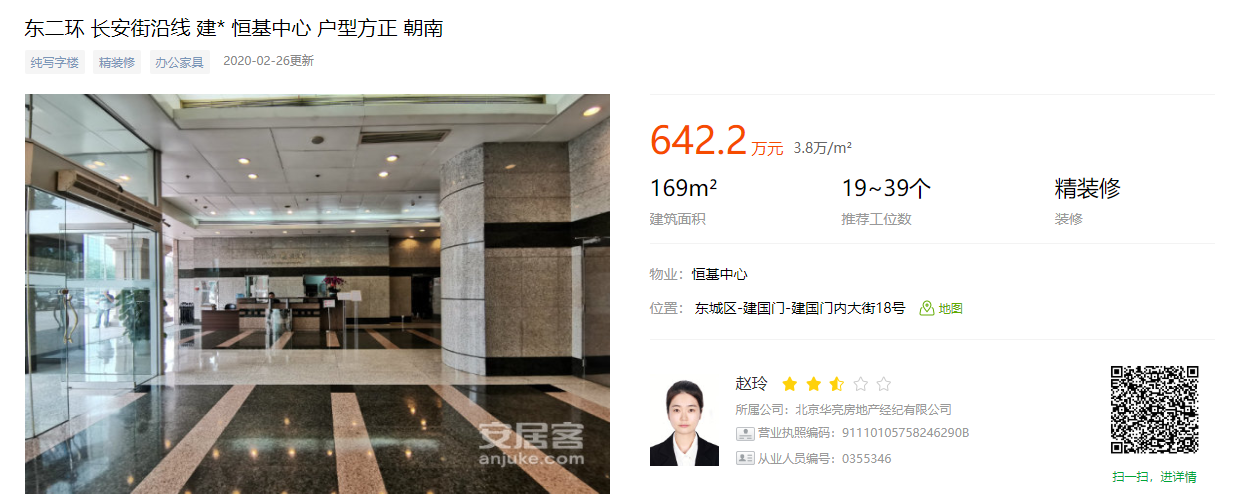 东二环 长安街沿线 建* 恒基中心 户型方正 朝南
纯写字楼 精装修 办公家具 2020-02-26更新
642.2 万元 3.8万/m²
169m² 19~39个 精装修
建筑面积 推荐工位数 装修
物业： 恒基中心
位置： 东城区-建国门-建国门内大街18号 地图
赵玲
所属公司： 北京华亮房地产经纪有限公司
营业执照编码： 91110105758246290B
从业人员编号： 0355346
扫一扫，进详情
安居客
anjuke.com